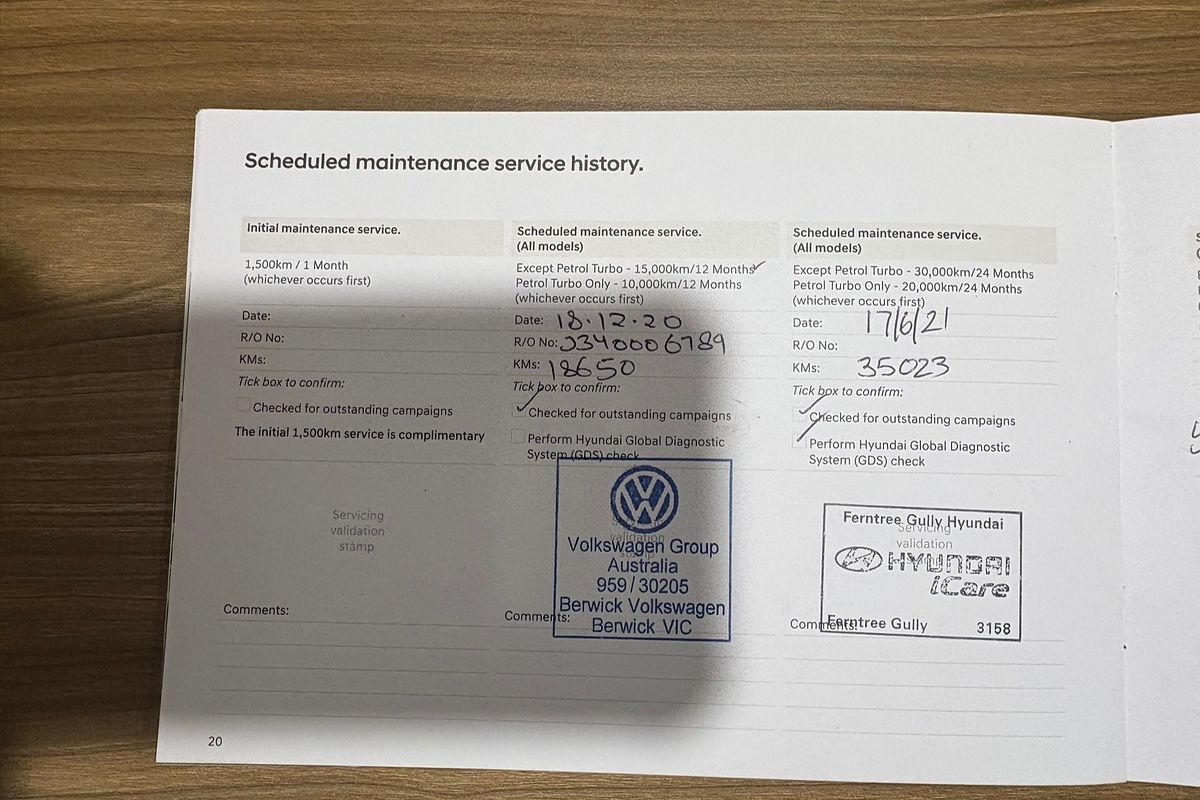 Scheduled maintenance service history.
Initial maintenance service.
1,500km / 1 Month
(whichever occurs first)
Date:
R/O No:
KMs:
Tick box to confirm:
Checked for outstanding campaigns
The initial 1,500km service is complimentary
Servicing
validation
stamp
Comments:
Scheduled maintenance service.
(All models)
Except Petrol Turbo - 15,000km/12 Months
Petrol Turbo Only - 10,000km/12 Months
(whichever occurs first)
Date: 18.12.20
R/O No: J340006789
KMs: 18650
Tick box to confirm:
Checked for outstanding campaigns
Perform Hyundai Global Diagnostic
System (GDS) check
validation
Volkswagen Group
Australia
959/30205
Berwick Volkswagen
Berwick VIC
Comments:
Scheduled maintenance service.
(All models)
Except Petrol Turbo - 30,000km/24 Months
Petrol Turbo Only - 20,000km/24 Months
(whichever occurs first)
Date: 17/6/21
R/O No:
KMs: 35023
Tick box to confirm:
Checked for outstanding campaigns
Perform Hyundai Global Diagnostic
System (GDS) check
Ferntree Gully Hyundai
Servicing
validation
HYUNDAI
iCare
Ferntree Gully 3158
Comments:
20